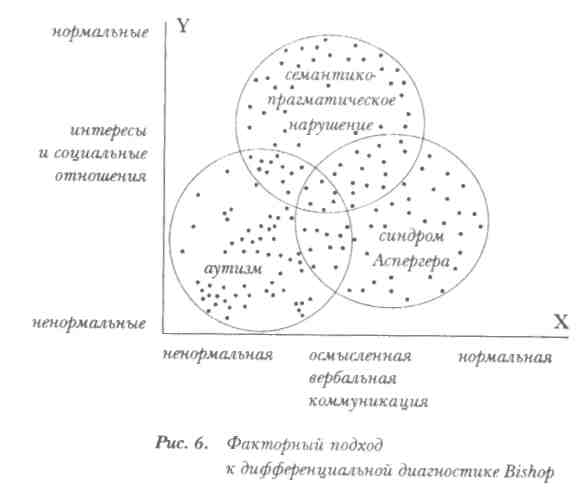 Y
нормальные
семантико-
прагматическое
нарушение
интересы
и социальные
отношения
синдром
Аспергера
аутизм
ненормальные
X
ненормальная
осмысленная
вербальная
коммуникация
нормальная
Рис. 6. Факторный подход
к дифференциальной диагностике Bishop